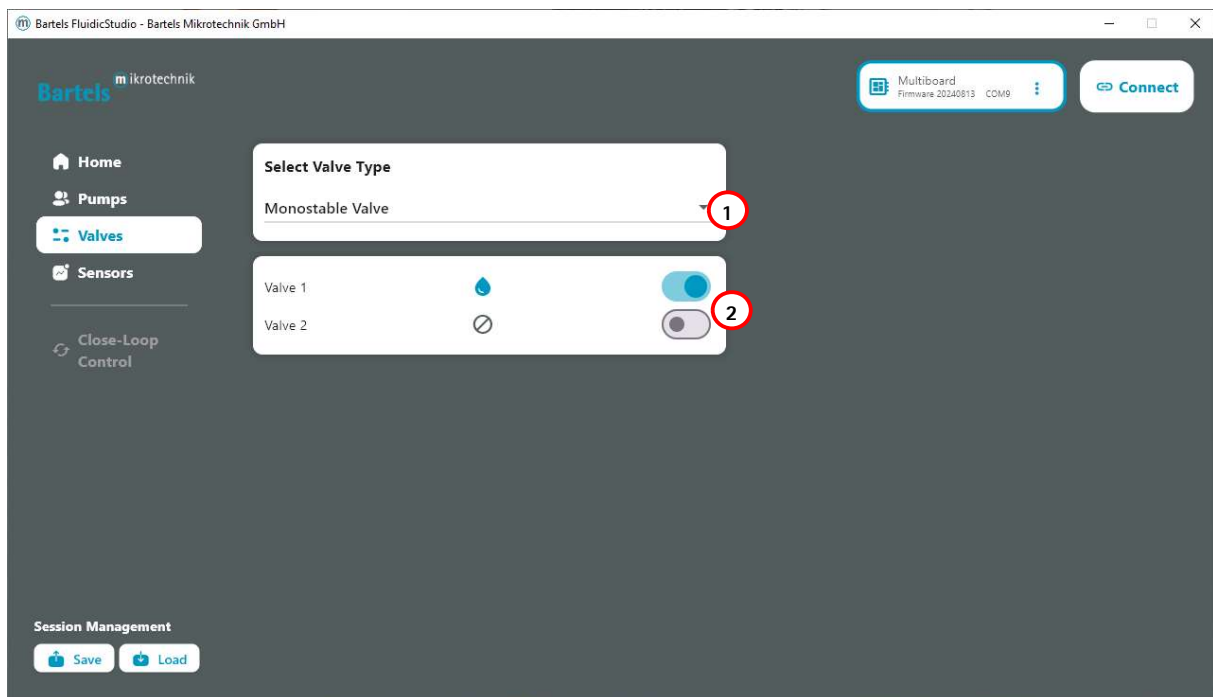 Bartels FluidicStudio - Bartels Mikrotechnik GmbH
Bartels mikrotechnik
Multiboard
Firmware 20240813 COM9
Connect
Home
Pumps
Valves
Sensors
Close-Loop
Control
Select Valve Type
Monostable Valve
1
Valve 1
Valve 2
2
Session Management
Save
Load